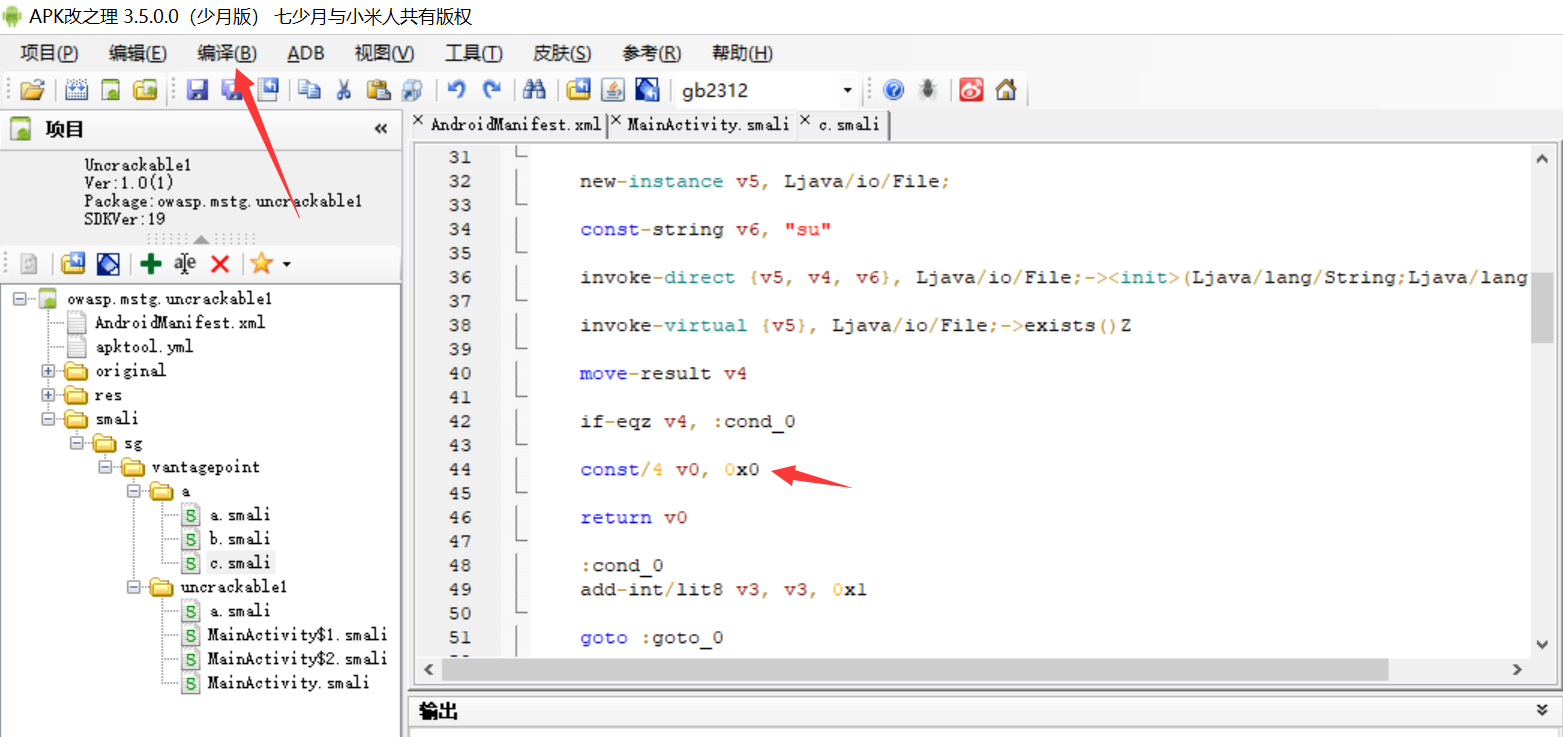 APK改之理 3.5.0.0（少月版） 七少月与小米人共有版权
项目(P) 编辑(E) 编译(B) ADB 视图(V) 工具(T) 皮肤(S) 参考(R) 帮助(H)
gb2312
项目
Uncrackable1
Ver:1.0(1)
Package:owasp.mstg.uncrackable1
SDKVer:19
owasp.mstg.uncrackable1
AndroidManifest.xml
apktool.yml
original
res
smali
sg
vantagepoint
a
a.smali
b.smali
c.smali
uncrackable1
a.smali
MainActivity$1.smali
MainActivity$2.smali
MainActivity.smali
AndroidManifest.xml MainActivity.smali c.smali
31
32 new-instance v5, Ljava/io/File;
33
34 const-string v6, "su"
35
36 invoke-direct {v5, v4, v6}, Ljava/io/File;-><init>(Ljava/lang/String;Ljava/lang
37
38 invoke-virtual {v5}, Ljava/io/File;->exists()Z
39
40 move-result v4
41
42 if-eqz v4, :cond_0
43
44 const/4 v0, 0x0
45
46 return v0
47
48 :cond_0
49 add-int/lit8 v3, v3, 0x1
50
51 goto :goto_0
输出